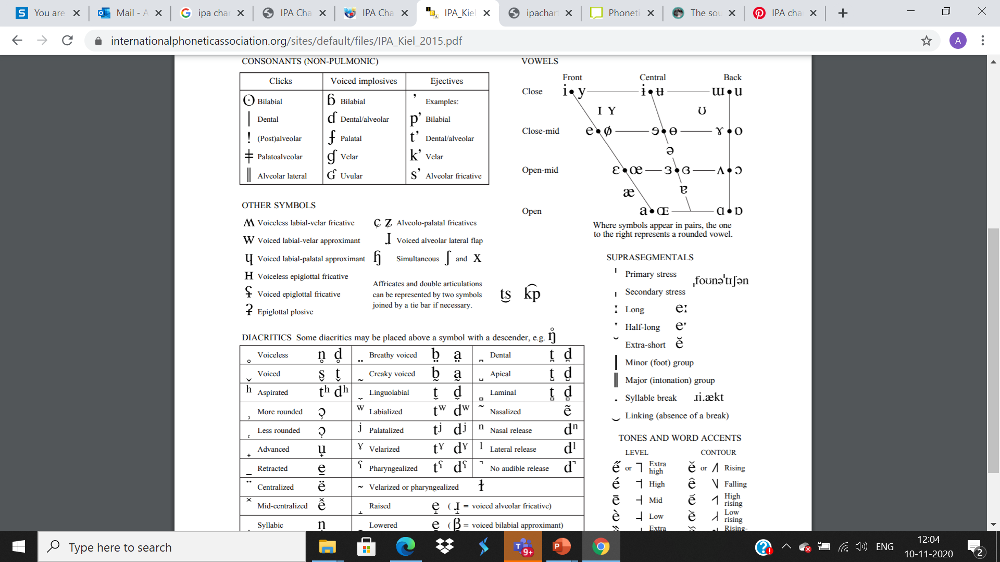 You are
Mail - A
ipa char
IPA Cha
IPA Cha
IPA_Kiel
ipachart
Phoneti
The sou
IPA cha
internationalphoneticassociation.org/sites/default/files/IPA_Kiel_2015.pdf
A
CONSONANTS (NON-PULMONIC)
Clicks Voiced implosives Ejectives
ʘ Bilabial ɓ Bilabial ʼ Examples:
ǀ Dental ɗ Dental/alveolar pʼ Bilabial
ǃ (Post)alveolar ʄ Palatal tʼ Dental/alveolar
ǂ Palatoalveolar ɠ Velar kʼ Velar
ǁ Alveolar lateral ʛ Uvular sʼ Alveolar fricative
VOWELS
Front Central Back
Close i y ɨ ʉ ɯ u
ɪ ʏ ʊ
Close-mid e ø ɘ ɵ ɤ o
ə
Open-mid ɛ œ ɜ ɞ ʌ ɔ
æ ɐ
Open a ɶ ɑ ɒ
Where symbols appear in pairs, the one
to the right represents a rounded vowel.
OTHER SYMBOLS
ʍ Voiceless labial-velar fricative
w Voiced labial-velar approximant
ɥ Voiced labial-palatal approximant
ʜ Voiceless epiglottal fricative
ʢ Voiced epiglottal fricative
ʡ Epiglottal plosive
ɕ ʑ Alveolo-palatal fricatives
ɺ Voiced alveolar lateral flap
ɧ Simultaneous ʃ and x
Affricates and double articulations
can be represented by two symbols
joined by a tie bar if necessary.
t͜s k͡p
SUPRASEGMENTALS
ˈ Primary stress ˌfoʊnəˈtɪʃən
ˌ Secondary stress
ː Long eː
ˑ Half-long eˑ
˘ Extra-short ĕ
| Minor (foot) group
‖ Major (intonation) group
. Syllable break ɹi.ækt
‿ Linking (absence of a break)
DIACRITICS Some diacritics may be placed above a symbol with a descender, e.g. ŋ̊
̥ Voiceless n̥ d̥ ̤ Breathy voiced b̤ a̤ ̪ Dental t̪ d̪
̬ Voiced s̬ t̬ ̰ Creaky voiced b̰ a̰ ̺ Apical t̺ d̺
ʰ Aspirated tʰ dʰ ̼ Linguolabial t̼ d̼ ̻ Laminal t̻ d̻
̹ More rounded ɔ̹ ʷ Labialized tʷ dʷ ̃ Nasalized ẽ
̜ Less rounded ɔ̜ ʲ Palatalized tʲ dʲ ⁿ Nasal release dⁿ
̟ Advanced u̟ ˠ Velarized tˠ dˠ ˡ Lateral release dˡ
̠ Retracted e̠ ˤ Pharyngealized tˤ dˤ ̚ No audible release d̚
̈ Centralized ë ̴ Velarized or pharyngealized ɫ
̽ Mid-centralized e̽ ̝ Raised e̝ ( ɹ̝ = voiced alveolar fricative)
̩ Syllabic n̩ ̞ Lowered e̞ ( β̞ = voiced bilabial approximant)
TONES AND WORD ACCENTS
LEVEL CONTOUR
e̋ or ˥ Extra high ě or ˩˥ Rising
é ˦ High ê ˥˩ Falling
ē ˧ Mid e᷄ ˦˥ High rising
è ˨ Low e᷅ ˩˨ Low rising
ȅ Extra e᷈ Rising-
Type here to search
9+
ENG
12:04
10-11-2020
2